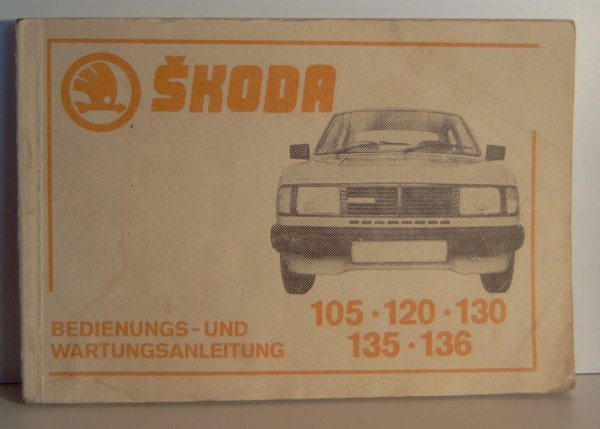 ŠKODA
105 · 120 · 130
135 · 136
BEDIENUNGS-UND
WARTUNGSANLEITUNG